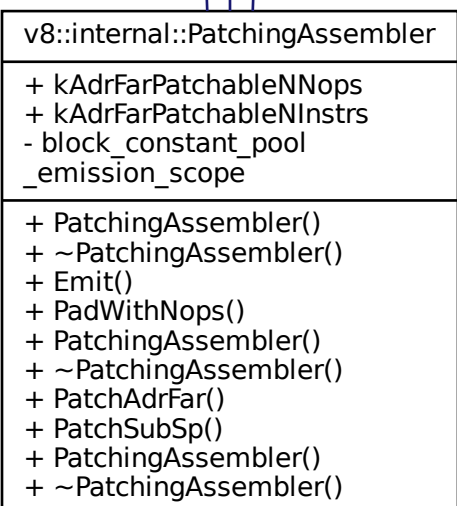 v8::internal::PatchingAssembler
+ kAdrFarPatchableNNops
+ kAdrFarPatchableNInstrs
- block_constant_pool
_emission_scope
+ PatchingAssembler()
+ ~PatchingAssembler()
+ Emit()
+ PadWithNops()
+ PatchingAssembler()
+ ~PatchingAssembler()
+ PatchAdrFar()
+ PatchSubSp()
+ PatchingAssembler()
+ ~PatchingAssembler()